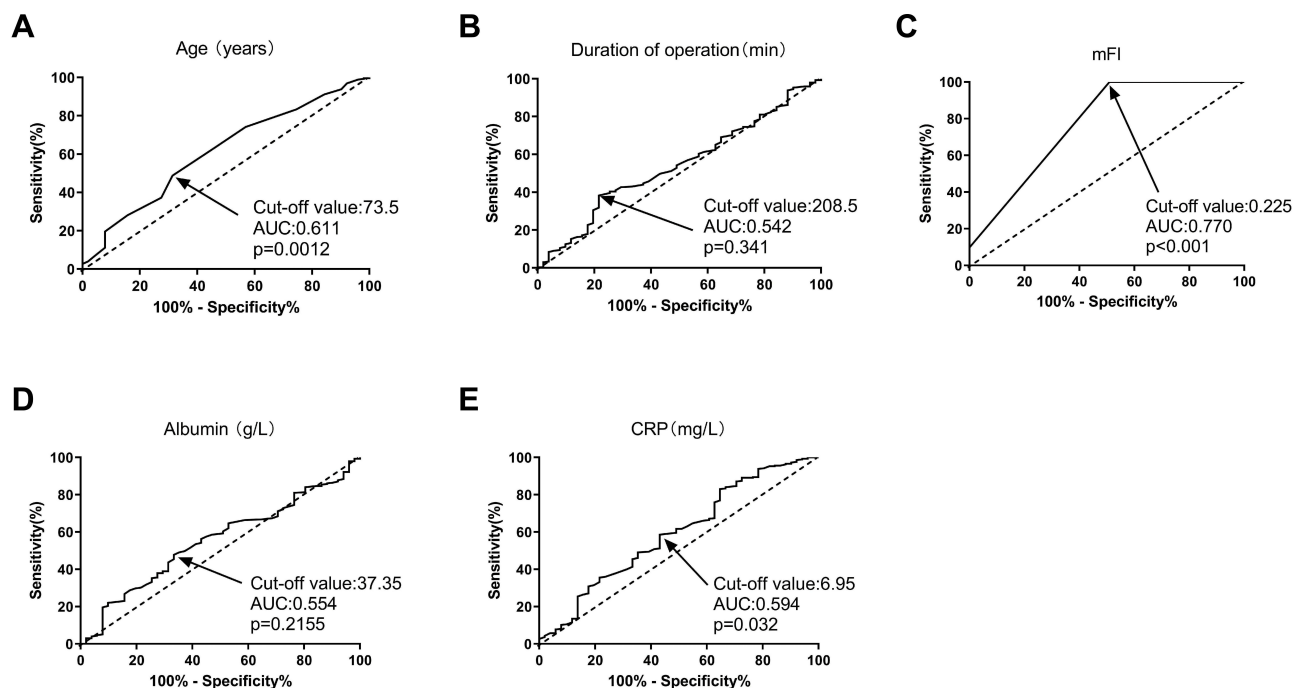 A
Age (years)
100
80
60
40
20
0
Sensitivity(%)
Cut-off value:73.5
AUC:0.611
p=0.0012
0 20 40 60 80 100
100% - Specificity%
B
Duration of operation(min)
100
80
60
40
20
0
Sensitivity(%)
Cut-off value:208.5
AUC:0.542
p=0.341
0 20 40 60 80 100
100% - Specificity%
C
mFI
100
80
60
40
20
0
Sensitivity(%)
Cut-off value:0.225
AUC:0.770
p<0.001
0 20 40 60 80 100
100% - Specificity%
D
Albumin (g/L)
100
80
60
40
20
0
Sensitivity(%)
Cut-off value:37.35
AUC:0.554
p=0.2155
0 20 40 60 80 100
100% - Specificity%
E
CRP(mg/L)
100
80
60
40
20
0
Sensitivity(%)
Cut-off value:6.95
AUC:0.594
p=0.032
0 20 40 60 80 100
100% - Specificity%